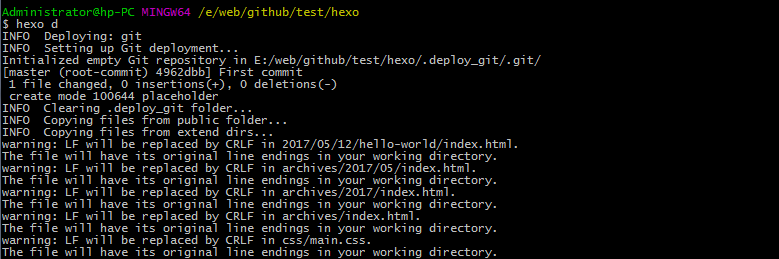 Administrator@hp-PC MINGW64 /e/web/github/test/hexo
$ hexo d
INFO  Deploying: git
INFO  Setting up Git deployment...
Initialized empty Git repository in E:/web/github/test/hexo/.deploy_git/.git/
[master (root-commit) 4962dbb] First commit
 1 file changed, 0 insertions(+), 0 deletions(-)
 create mode 100644 placeholder
INFO  Clearing .deploy_git folder...
INFO  Copying files from public folder...
INFO  Copying files from extend dirs...
warning: LF will be replaced by CRLF in 2017/05/12/hello-world/index.html.
The file will have its original line endings in your working directory.
warning: LF will be replaced by CRLF in archives/2017/05/index.html.
The file will have its original line endings in your working directory.
warning: LF will be replaced by CRLF in archives/2017/index.html.
The file will have its original line endings in your working directory.
warning: LF will be replaced by CRLF in archives/index.html.
The file will have its original line endings in your working directory.
warning: LF will be replaced by CRLF in css/main.css.
The file will have its original line endings in your working directory.